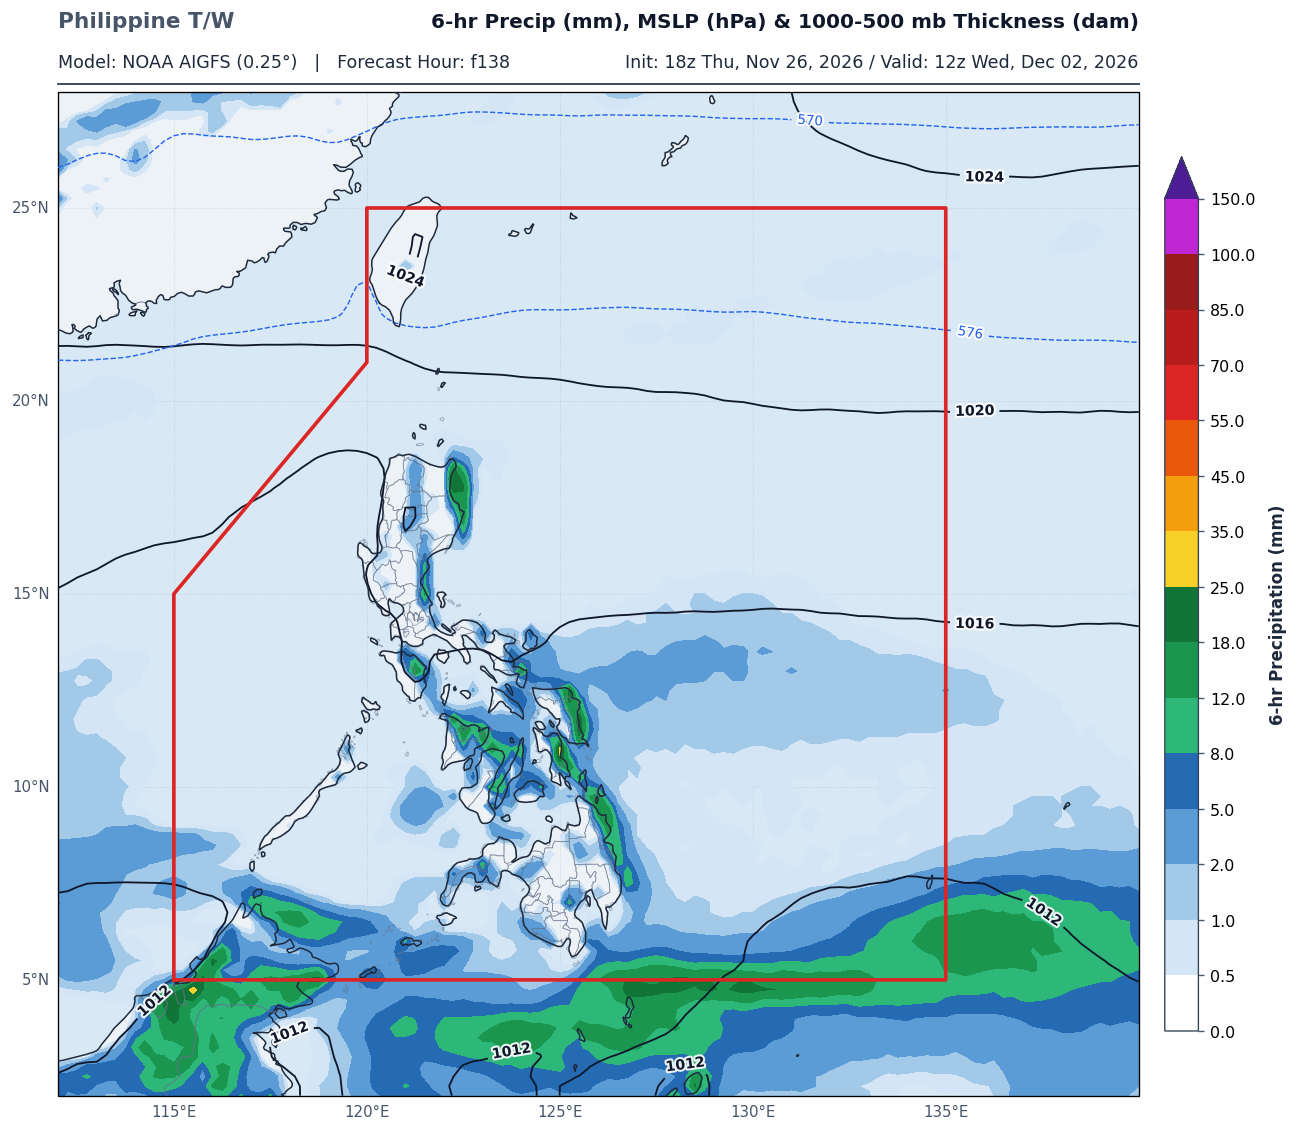 Philippine T/W
6-hr Precip (mm), MSLP (hPa) & 1000-500 mb Thickness (dam)
Model: NOAA AIGFS (0.25°) | Forecast Hour: f138
Init: 18z Thu, Nov 26, 2026 / Valid: 12z Wed, Dec 02, 2026
570
1024
25°N
1024
576
20°N
1020
15°N
1016
10°N
1012
5°N
1012
1012
1012
1012
115°E
120°E
125°E
130°E
135°E
150.0
100.0
85.0
70.0
55.0
45.0
35.0
25.0
18.0
12.0
8.0
5.0
2.0
1.0
0.5
0.0
6-hr Precipitation (mm)